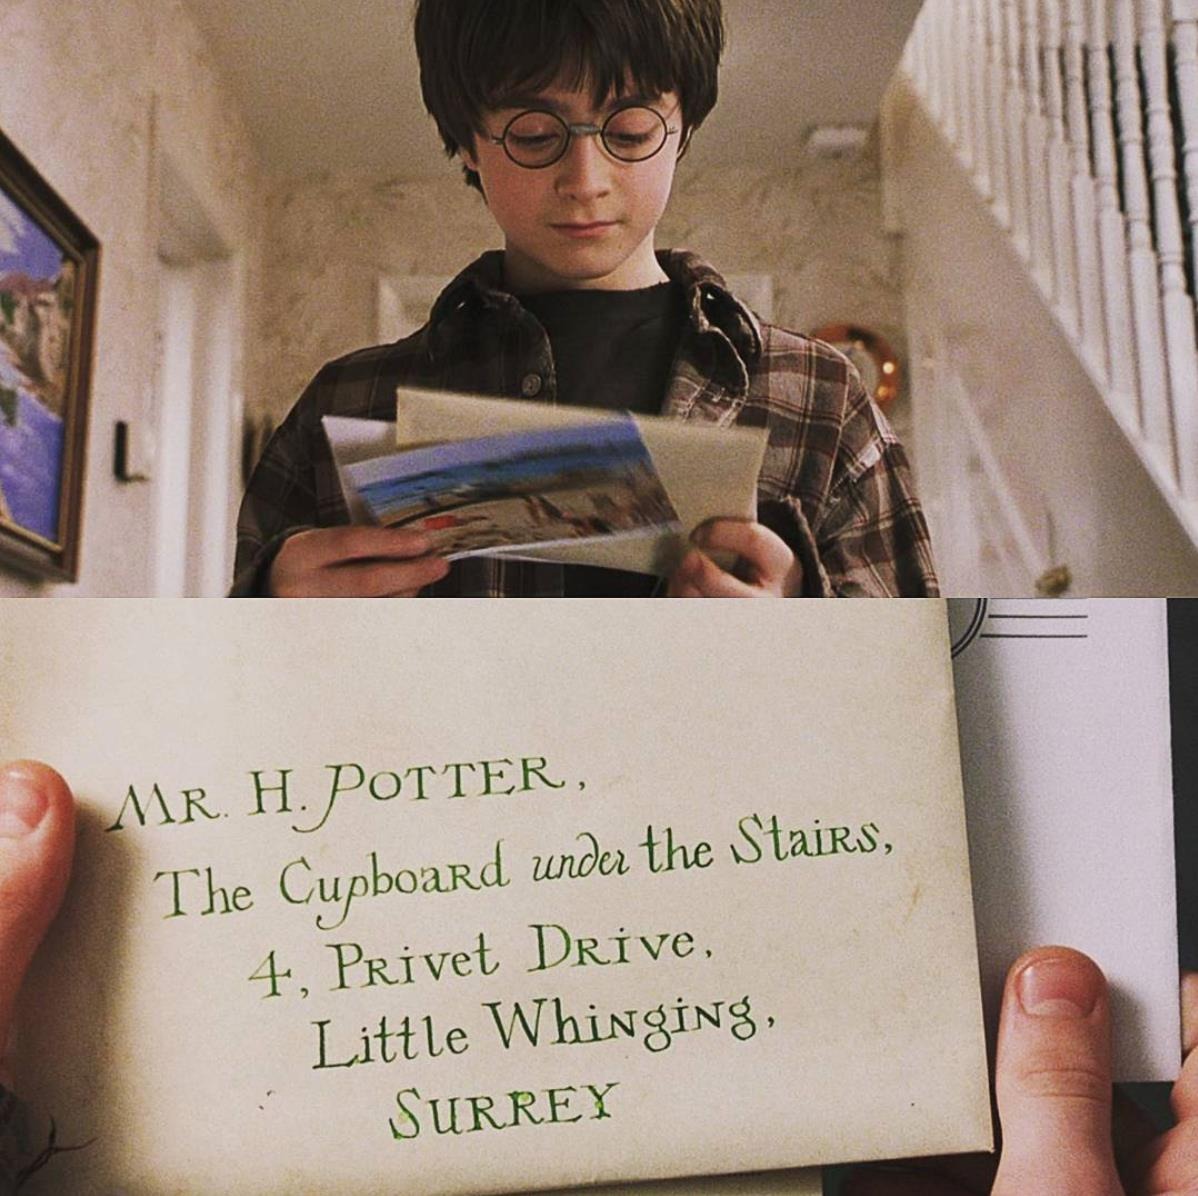 Mr. H. Potter,
The Cupboard under the Stairs,
4, Privet Drive,
Little Whinging,
Surrey